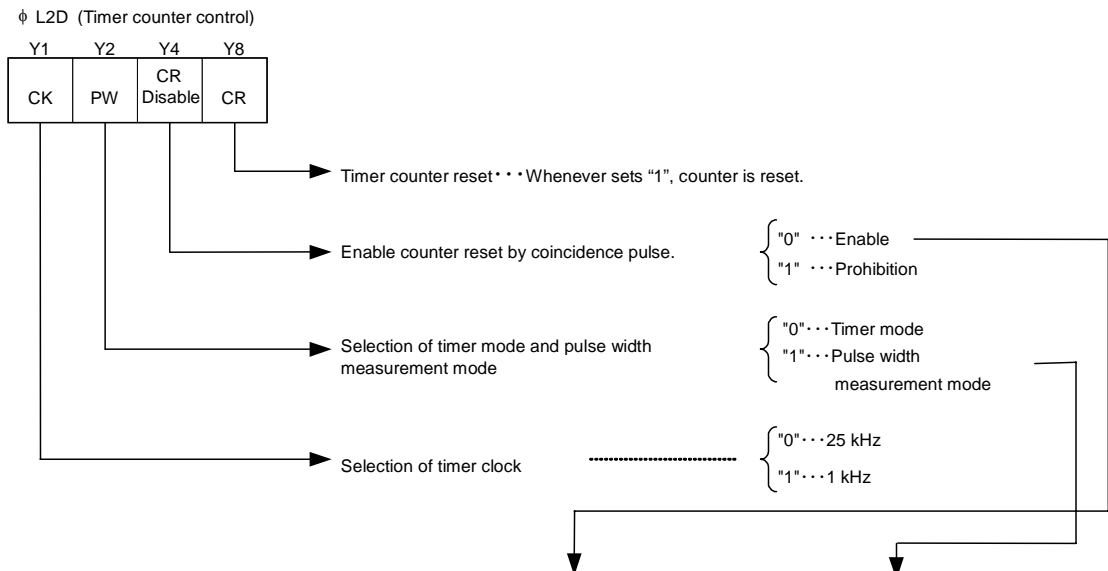 ϕ L2D (Timer counter control)
Y1 Y2 Y4 Y8
CK PW CR Disable CR
Timer counter reset・・・Whenever sets “1”, counter is reset.
Enable counter reset by coincidence pulse.
"0" ・・・Enable
"1" ・・・Prohibition
Selection of timer mode and pulse width
measurement mode
"0"・・・Timer mode
"1"・・・Pulse width
measurement mode
Selection of timer clock
"0"・・・25 kHz
"1"・・・1 kHz